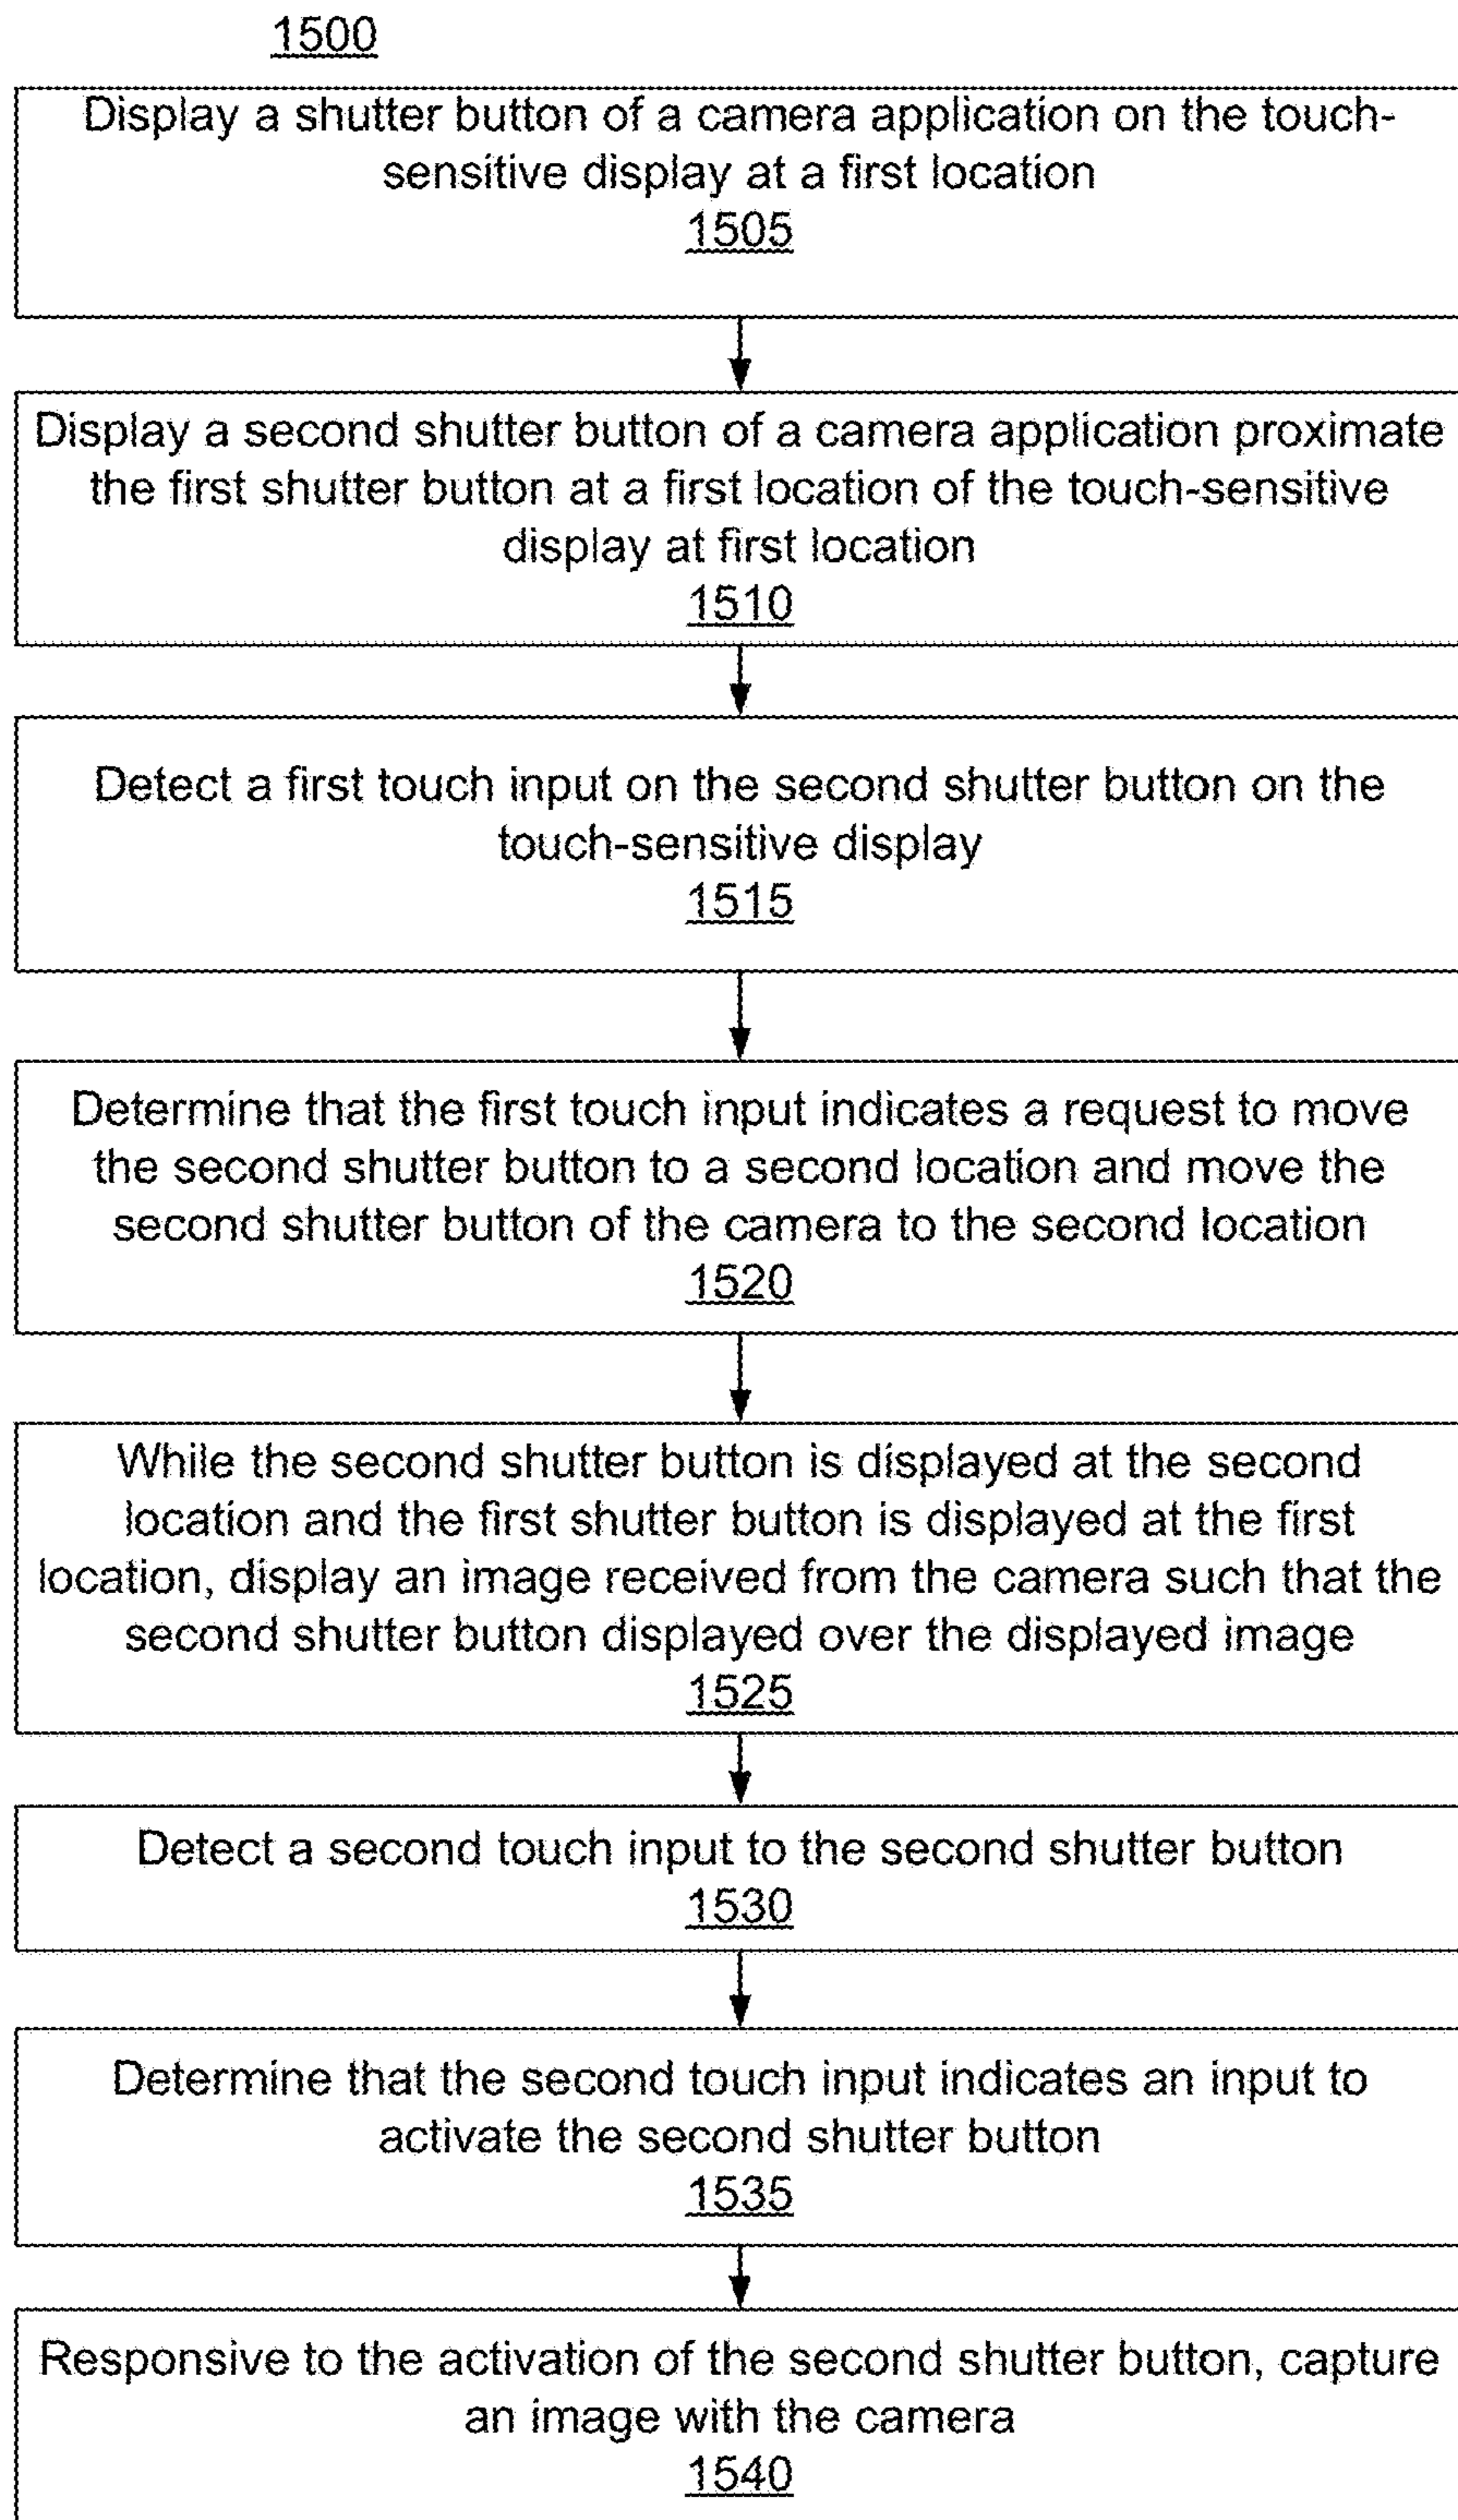 1500
Display a shutter button of a camera application on the touch-
sensitive display at a first location
1505
Display a second shutter button of a camera application proximate
the first shutter button at a first location of the touch-sensitive
display at first location
1510
Detect a first touch input on the second shutter button on the
touch-sensitive display
1515
Determine that the first touch input indicates a request to move
the second shutter button to a second location and move the
second shutter button of the camera to the second location
1520
While the second shutter button is displayed at the second
location and the first shutter button is displayed at the first
location, display an image received from the camera such that the
second shutter button displayed over the displayed image
1525
Detect a second touch input to the second shutter button
1530
Determine that the second touch input indicates an input to
activate the second shutter button
1535
Responsive to the activation of the second shutter button, capture
an image with the camera
1540